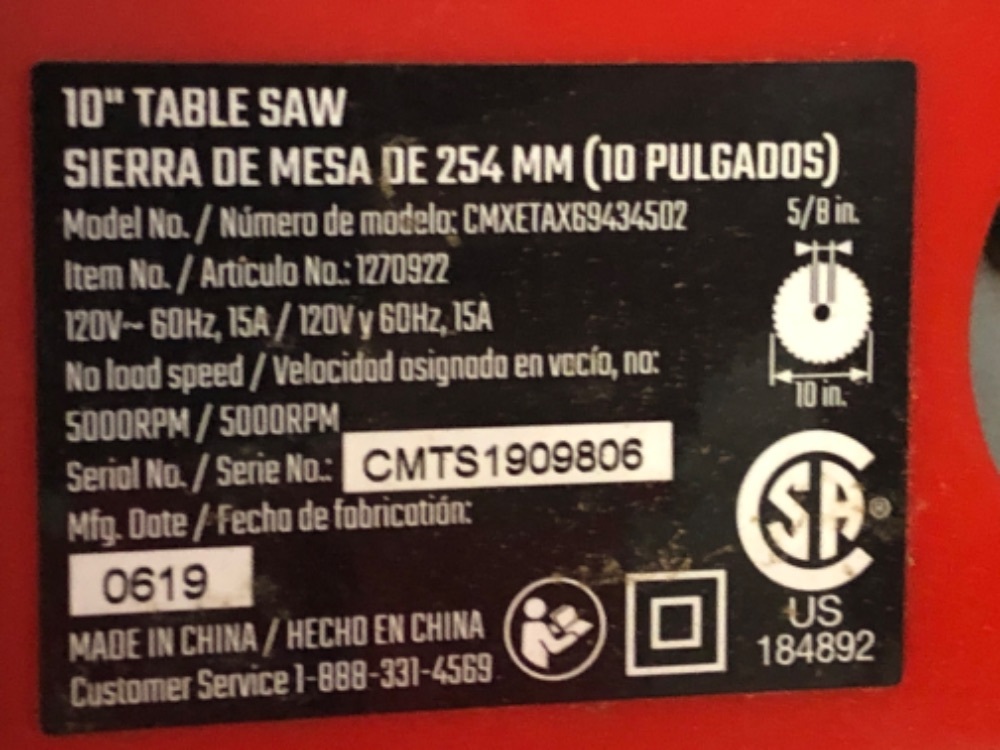 10" TABLE SAW
SIERRA DE MESA DE 254 MM (10 PULGADOS)
Model No. / Número de modelo: CMXETAX69434502
Item No. / Artículo No.: 1270922
120V~ 60Hz, 15A / 120V y 60Hz, 15A
No load speed / Velocidad asignada en vacío, no:
5000RPM / 5000RPM
Serial No. / Serie No.: CMTS1909806
Mfg. Date / Fecha de fabricatión:
0619
MADE IN CHINA / HECHO EN CHINA
Customer Service 1-888-331-4569
5/8 in.
10 in.
CSA®
US
184892